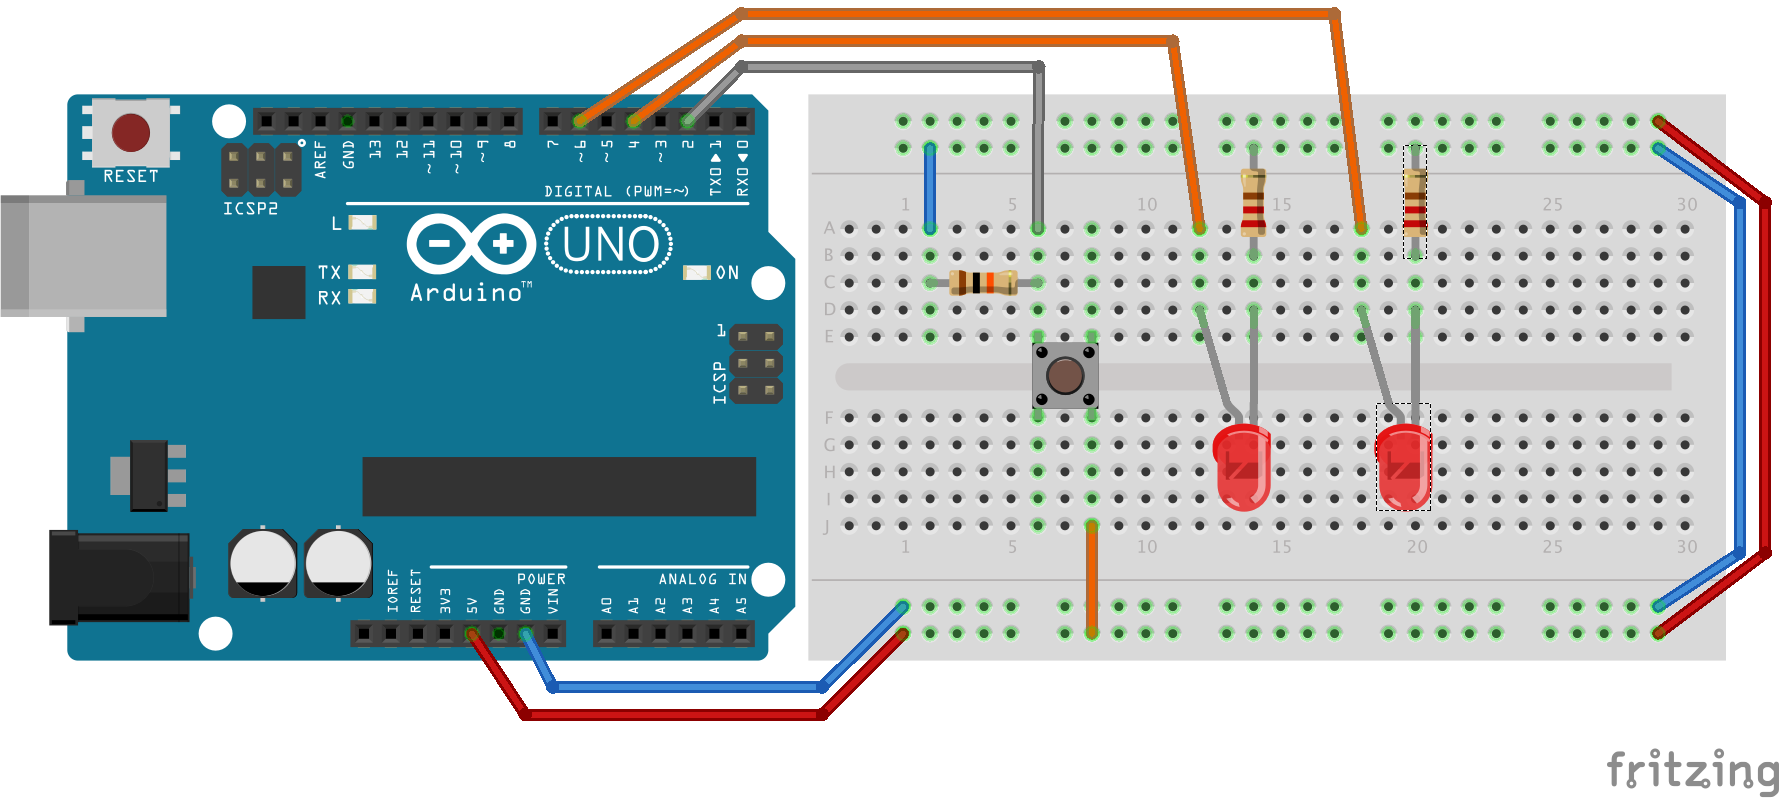 RESET
ICSP2
AREF
GND
13
12
~11
~10
~9
8
7
~6
~5
4
~3
2
TX0▶1
RX0◀0
DIGITAL (PWM=~)
L
TX
RX
UNO
ON
Arduino™
1
ICSP
IOREF
RESET
3V3
5V
GND
GND
VIN
POWER
ANALOG IN
A0
A1
A2
A3
A4
A5
1 5 10 15 20 25 30
A
B
C
D
E
F
G
H
I
J
1 5 10 15 20 25 30
fritzing